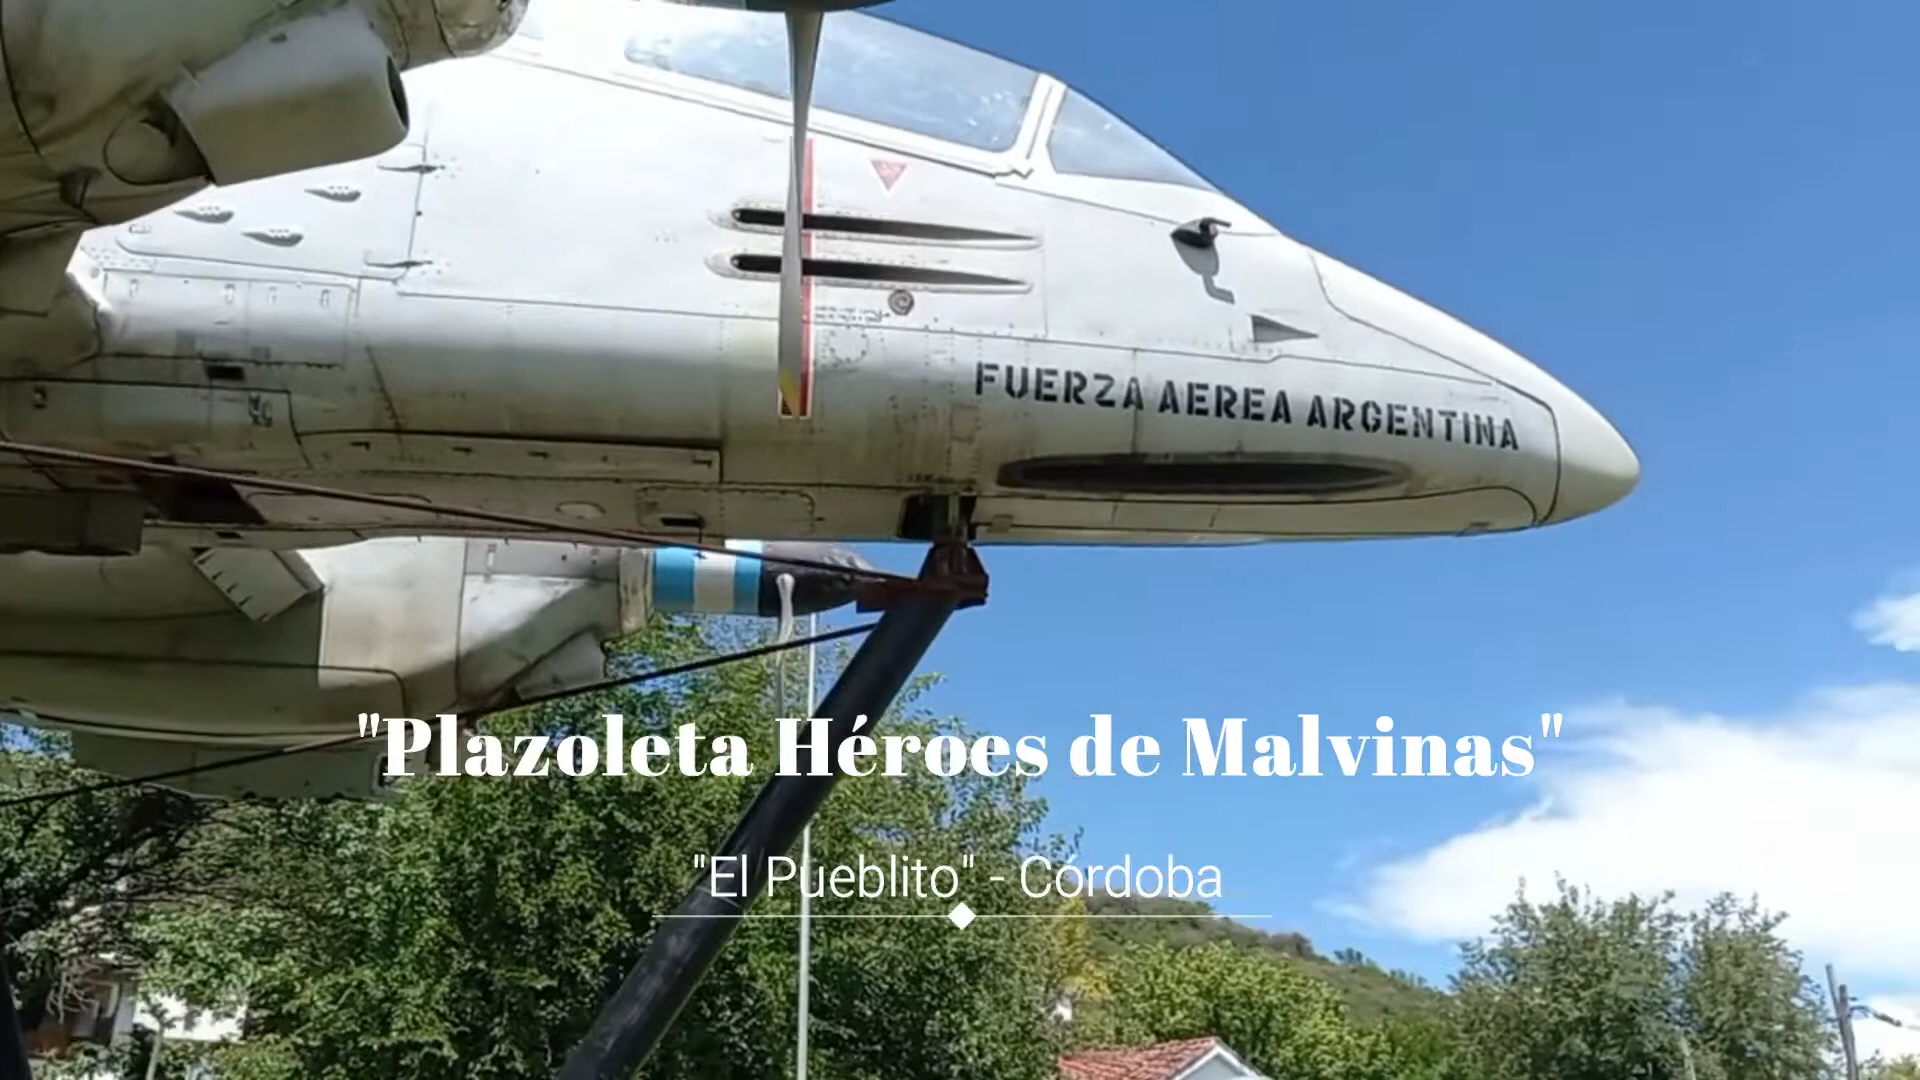 FUERZA AEREA ARGENTINA
"Plazoleta Héroes de Malvinas"
"El Pueblito" - Córdoba